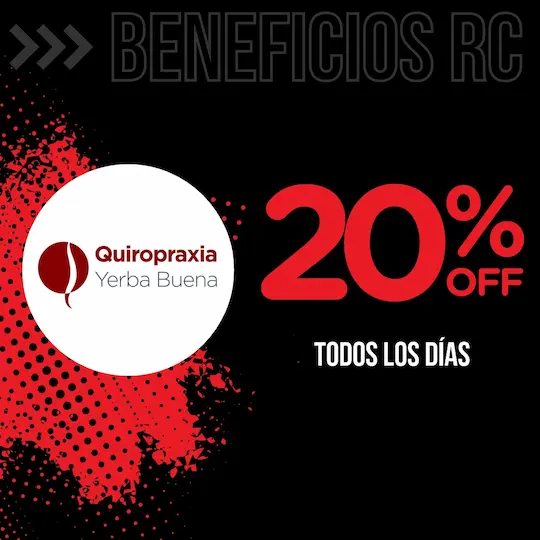 BENEFICIOS RC
Quiropraxia
Yerba Buena
20%
OFF
TODOS LOS DÍAS